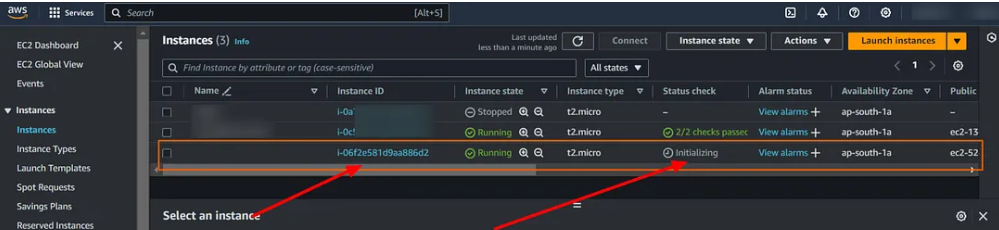 aws Services Search [Alt+S]
EC2 Dashboard
EC2 Global View
Events
Instances
Instances
Instance Types
Launch Templates
Spot Requests
Savings Plans
Reserved Instances
Instances (3) Info Last updated less than a minute ago Connect Instance state Actions Launch instances
Find Instance by attribute or tag (case-sensitive) All states 1
Name Instance ID Instance state Instance type Status check Alarm status Availability Zone Public
i-0a Stopped t2.micro – View alarms + ap-south-1a –
Running t2.micro 2/2 checks passed View alarms + ap-south-1a ec2-13
i-06f2e581d9aa886d2 Running t2.micro Initializing View alarms + ap-south-1a ec2-52
Select an instance